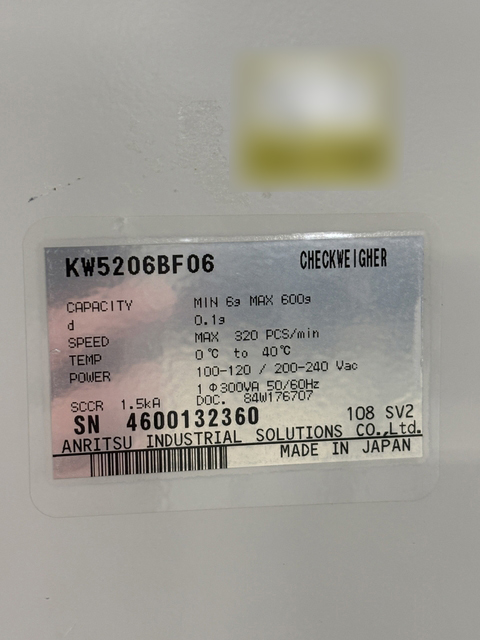 KW5206BF06 CHECKWEIGHER
CAPACITY MIN 6g MAX 600g
d 0.1g
SPEED MAX 320 PCS/min
TEMP 0℃ to 40℃
POWER 100-120 / 200-240 Vac
1 Φ300VA 50/60Hz
SCCR 1.5kA DOC. 84W176707
SN 4600132360 108 SV2
ANRITSU INDUSTRIAL SOLUTIONS CO.,Ltd.
MADE IN JAPAN